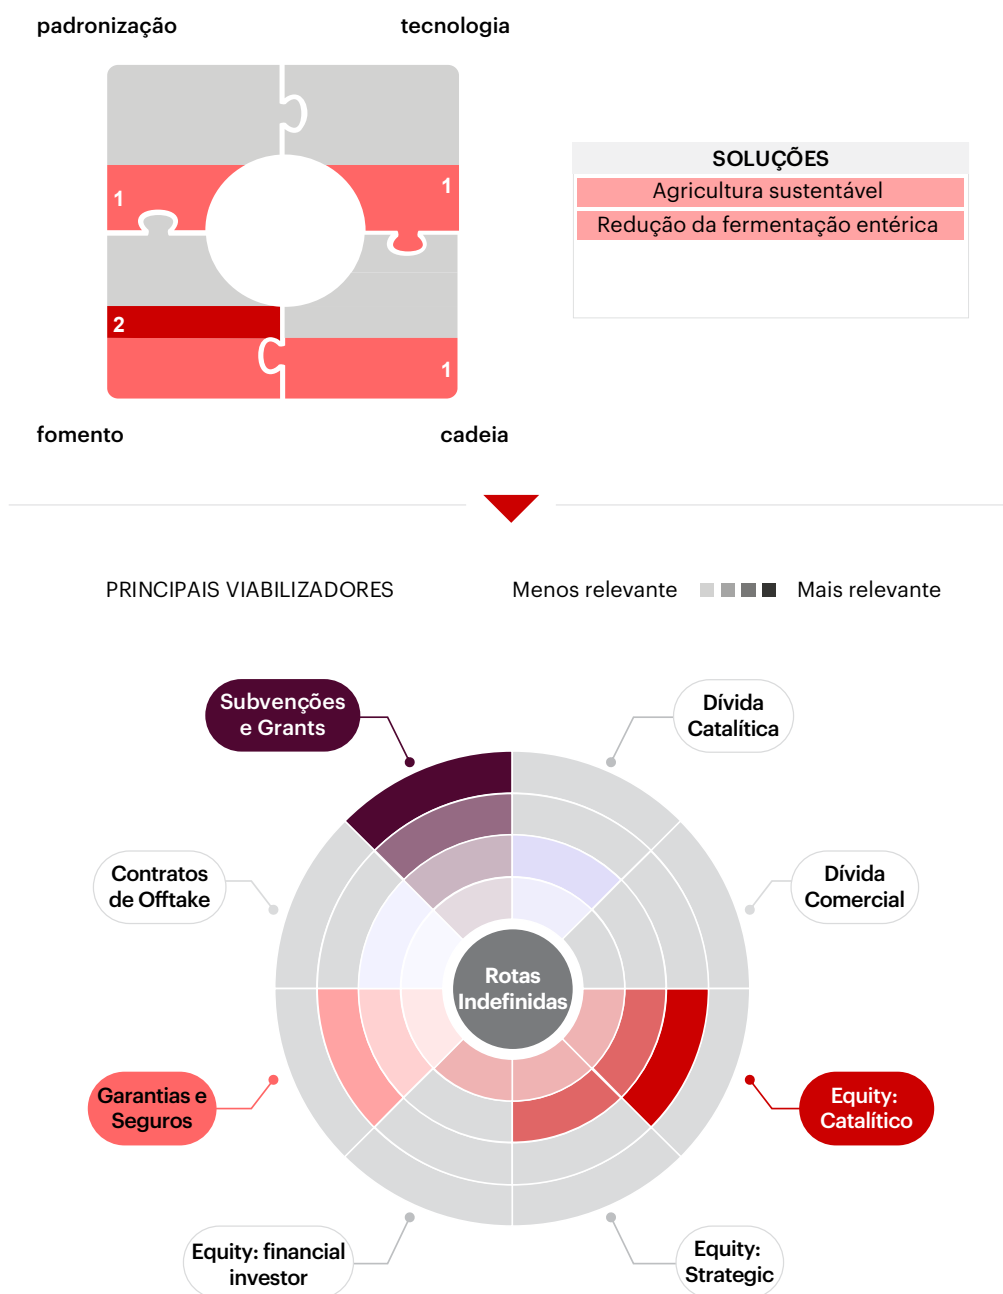 padronização
tecnologia
1
1
2
1
fomento
cadeia
SOLUÇÕES
Agricultura sustentável
Redução da fermentação entérica
PRINCIPAIS VIABILIZADORES
Menos relevante
Mais relevante
Subvenções
e Grants
Dívida
Catalítica
Contratos
de Offtake
Dívida
Comercial
Rotas
Indefinidas
Garantias e
Seguros
Equity:
Catalítico
Equity: financial
investor
Equity:
Strategic